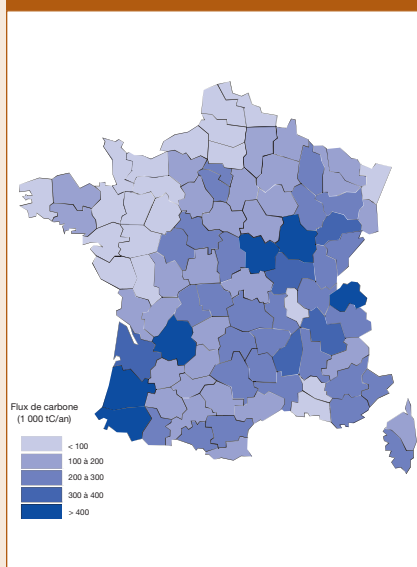 Flux de carbone
(1 000 tC/an)
< 100
100 à 200
200 à 300
300 à 400
> 400